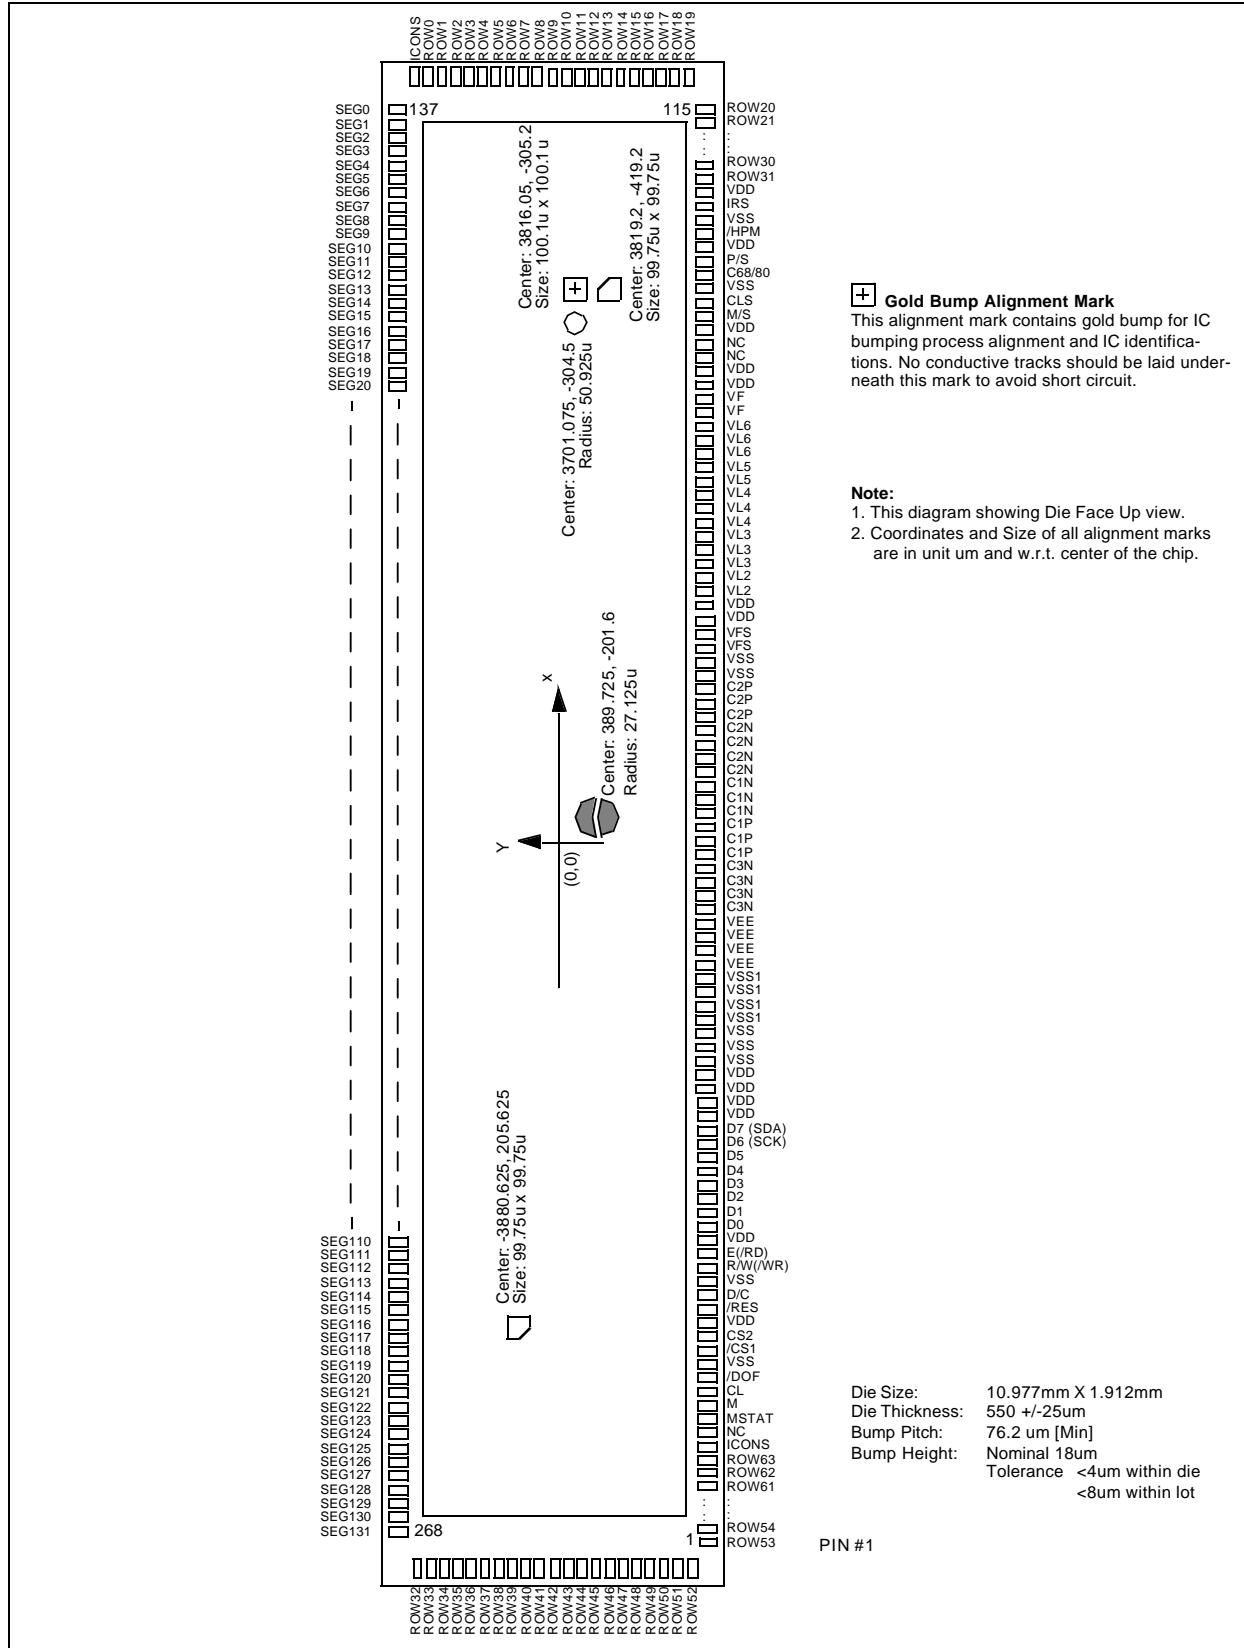 ICONS
ROW0
ROW1
ROW2
ROW3
ROW4
ROW5
ROW6
ROW7
ROW8
ROW9
ROW10
ROW11
ROW12
ROW13
ROW14
ROW15
ROW16
ROW17
ROW18
ROW19
SEG0
SEG1
SEG2
SEG3
SEG4
SEG5
SEG6
SEG7
SEG8
SEG9
SEG10
SEG11
SEG12
SEG13
SEG14
SEG15
SEG16
SEG17
SEG18
SEG19
SEG20
SEG110
SEG111
SEG112
SEG113
SEG114
SEG115
SEG116
SEG117
SEG118
SEG119
SEG120
SEG121
SEG122
SEG123
SEG124
SEG125
SEG126
SEG127
SEG128
SEG129
SEG130
SEG131
137
115
Center: 3816.05, -305.2
Size: 100.1u x 100.1 u
Center: 3819.2, -419.2
Size: 99.75u x 99.75u
Center: 3701.075, -304.5
Radius: 50.925u
Center: 389.725, -201.6
Radius: 27.125u
x
Y
(0,0)
Center: -3880.625, 205.625
Size: 99.75u x 99.75u
268
1
ROW20
ROW21
:
:
ROW30
ROW31
VDD
IRS
VSS
/HPM
VDD
P/S
C68/80
VSS
CLS
M/S
VDD
NC
NC
VDD
VDD
VF
VF
VL6
VL6
VL6
VL5
VL5
VL4
VL4
VL4
VL3
VL3
VL3
VL2
VL2
VDD
VDD
VFS
VFS
VSS
VSS
C2P
C2P
C2P
C2N
C2N
C2N
C2N
C1N
C1N
C1N
C1P
C1P
C1P
C3N
C3N
C3N
C3N
VEE
VEE
VEE
VEE
VSS1
VSS1
VSS1
VSS1
VSS
VSS
VSS
VDD
VDD
VDD
VDD
D7 (SDA)
D6 (SCK)
D5
D4
D3
D2
D1
D0
VDD
E(/RD)
R/W(/WR)
VSS
D/C
/RES
VDD
CS2
/CS1
VSS
/DOF
CL
M
MSTAT
NC
ICONS
ROW63
ROW62
ROW61
:
:
ROW54
ROW53
PIN #1
ROW32
ROW33
ROW34
ROW35
ROW36
ROW37
ROW38
ROW39
ROW40
ROW41
ROW42
ROW43
ROW44
ROW45
ROW46
ROW47
ROW48
ROW49
ROW50
ROW51
ROW52
Gold Bump Alignment Mark
This alignment mark contains gold bump for IC
bumping process alignment and IC identifica-
tions. No conductive tracks should be laid under-
neath this mark to avoid short circuit.
Note:
1. This diagram showing Die Face Up view.
2. Coordinates and Size of all alignment marks
are in unit um and w.r.t. center of the chip.
Die Size: 10.977mm X 1.912mm
Die Thickness: 550 +/-25um
Bump Pitch: 76.2 um [Min]
Bump Height: Nominal 18um
Tolerance <4um within die
<8um within lot